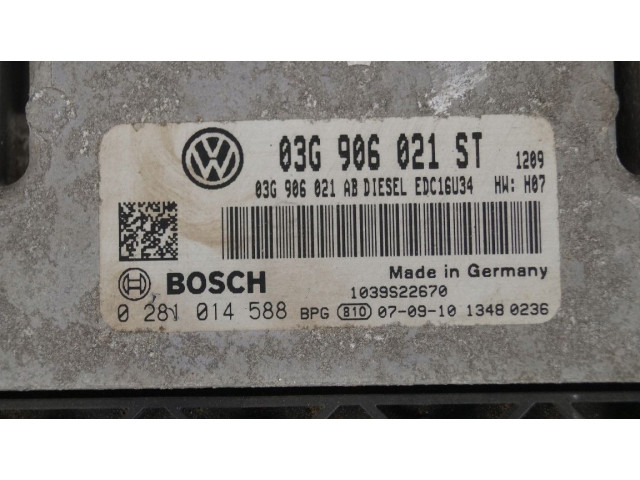 VW 03G 906 021 ST 1209
03G 906 021 AB DIESEL EDC16U34 HW: H07
BOSCH Made in Germany
1039S22670
0 281 014 588 BPG 810 07-09-10 1348 0236